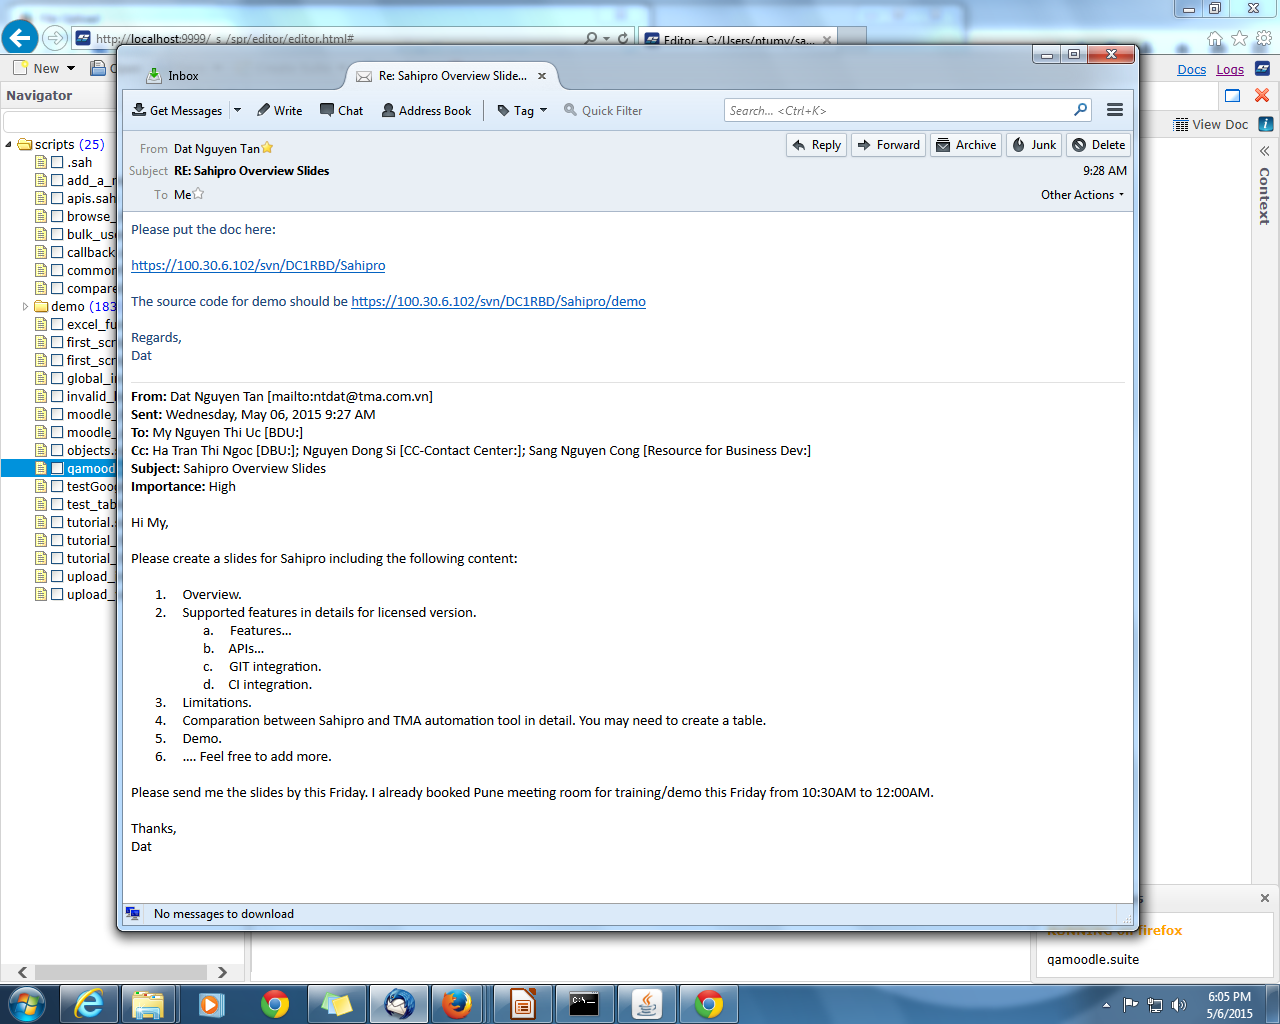 http://localhost:9999/_s_/spr/editor/editor.html#
Editor - C:/Users/ntumy/sa...
New
Docs
Logs
Navigator
View Doc
Context
scripts (25)
.sah
add_a_
apis.sah
browse_
bulk_us
callback
common
compare
demo (183
excel_fu
first_scr
first_scr
global_in
invalid_
moodle_
moodle_
objects.
qamood
testGoo
test_tab
tutorial.
tutorial_
tutorial_
upload_
upload_
Inbox
Re: Sahipro Overview Slide...
Get Messages
Write
Chat
Address Book
Tag
Quick Filter
Search... <Ctrl+K>
From Dat Nguyen Tan
Reply
Forward
Archive
Junk
Delete
Subject RE: Sahipro Overview Slides
9:28 AM
To Me
Other Actions
Please put the doc here:
https://100.30.6.102/svn/DC1RBD/Sahipro
The source code for demo should be https://100.30.6.102/svn/DC1RBD/Sahipro/demo
Regards,
Dat
From: Dat Nguyen Tan [mailto:ntdat@tma.com.vn]
Sent: Wednesday, May 06, 2015 9:27 AM
To: My Nguyen Thi Uc [BDU:]
Cc: Ha Tran Thi Ngoc [DBU:]; Nguyen Dong Si [CC-Contact Center:]; Sang Nguyen Cong [Resource for Business Dev:]
Subject: Sahipro Overview Slides
Importance: High
Hi My,
Please create a slides for Sahipro including the following content:
1. Overview.
2. Supported features in details for licensed version.
a. Features...
b. APIs...
c. GIT integration.
d. CI integration.
3. Limitations.
4. Comparation between Sahipro and TMA automation tool in detail. You may need to create a table.
5. Demo.
6. .... Feel free to add more.
Please send me the slides by this Friday. I already booked Pune meeting room for training/demo this Friday from 10:30AM to 12:00AM.
Thanks,
Dat
No messages to download
RUNNING on firefox
qamoodle.suite
6:05 PM
5/6/2015